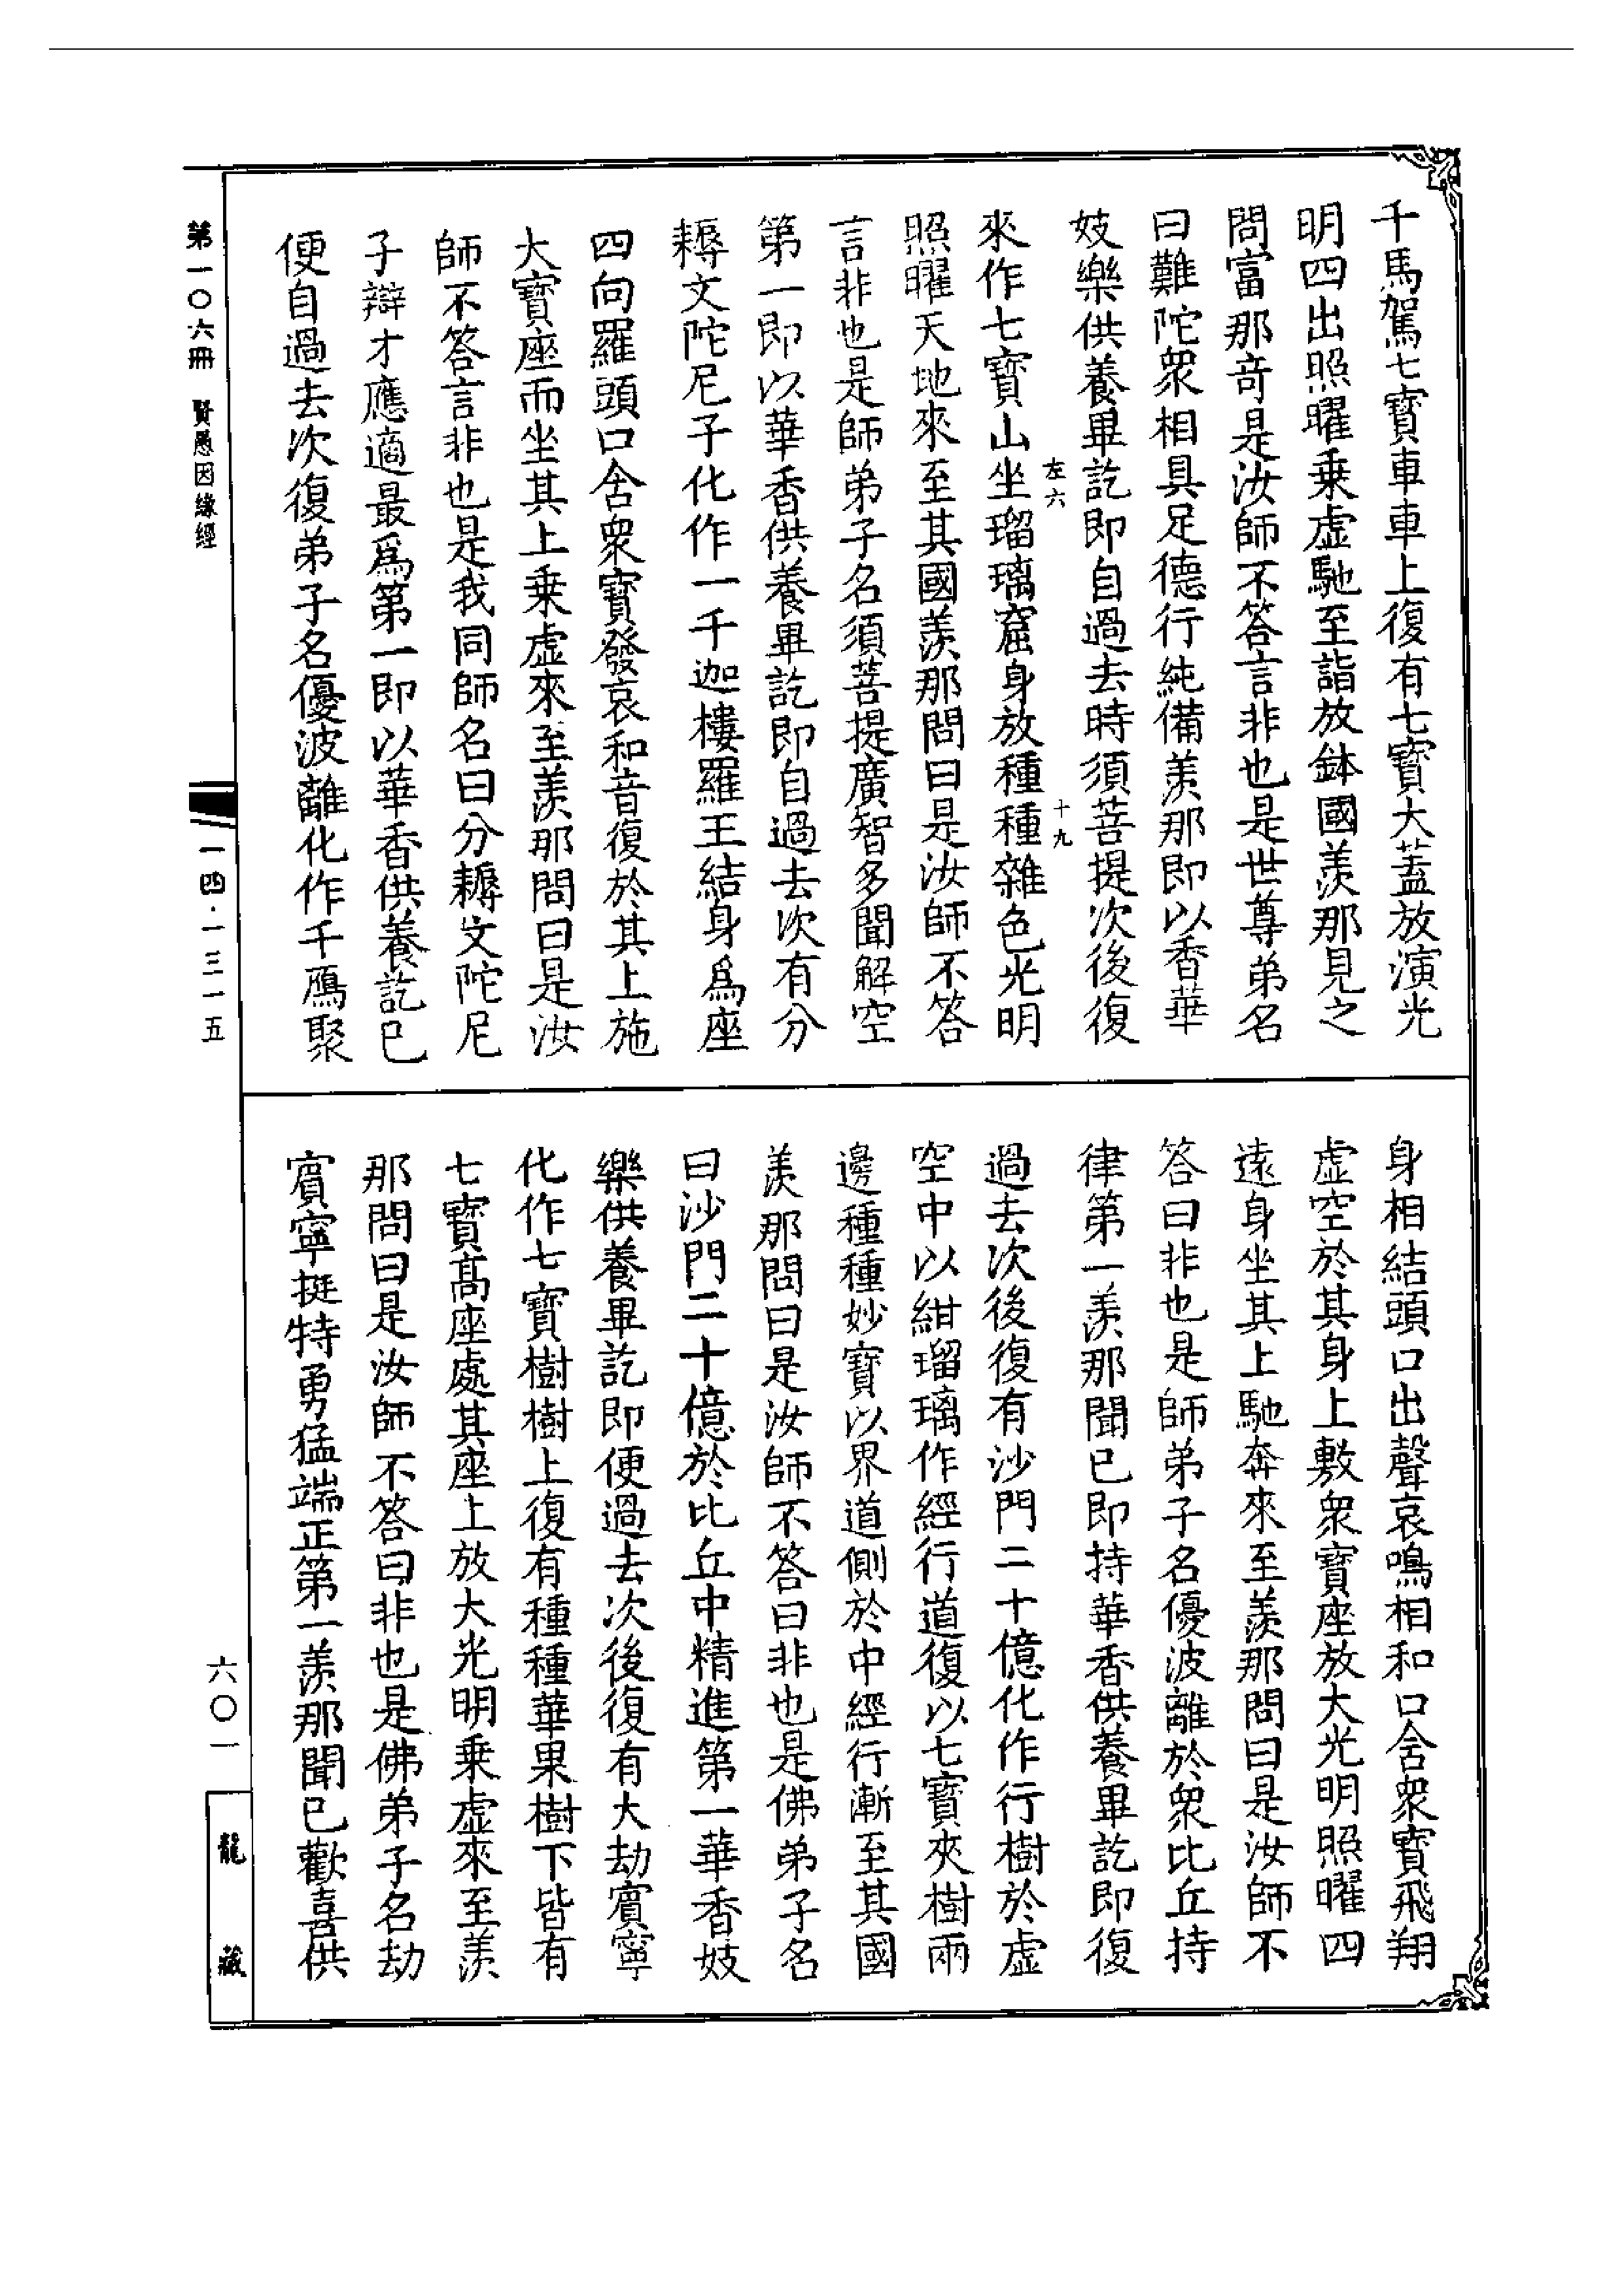 千馬駕七寶車車上復有七寶大蓋放演光
明四出照曜乗虛馳至詣放鉢國羨那見之
問富那竒是汝師不答言非也是世尊弟名
曰難陀衆相具足德行純備羨那即以香華
妓樂供養畢訖即自過去時須菩提次後復
左六
十九
來作七寶山坐瑠璃窟身放種種雜色光明
照曜天地來至其國羨那問曰是汝師不答
言非也是師弟子名須菩提廣智多聞解空
第一即以華香供養畢訖即自過去次有分
耨文陀尼子化作一千迦樓羅王結身爲座
四向羅頭口含衆寶發哀和音復於其上施
大寶座而坐其上乗虛來至羨那問曰是汝
師不答言非也是我同師名曰分耨文陀尼
子辯才應適最爲第一即以華香供養訖已
便自過去次復弟子名優波離化作千鴈聚
身相結頭口出聲哀鳴相和口含衆寶飛翔
虛空於其身上敷衆寶座放大光明照曜四
遠身坐其上馳奔來至羨那問曰是汝師不
答曰非也是師弟子名優波離於衆比丘持
律第一羨那聞已即持華香供養畢訖即復
過去次後復有沙門二十億化作行樹於虛
空中以紺瑠璃作經行道復以七寶夾樹兩
邊種種妙寶以界道側於中經行漸至其國
羨那問曰是汝師不答曰非也是佛弟子名
曰沙門二十億於比丘中精進第一華香妓
樂供養畢訖即便過去次後復有大劫賔寧
化作七寶樹樹上復有種種華果樹下皆有
七寶髙座處其座上放大光明乗虛來至羨
那問曰是汝師不答曰非也是佛弟子名劫
賔寧挺特勇猛端正第一羨那聞已歡喜供
第一〇六冊 賢愚因緣經
一四·一三一五
六〇一
龍藏